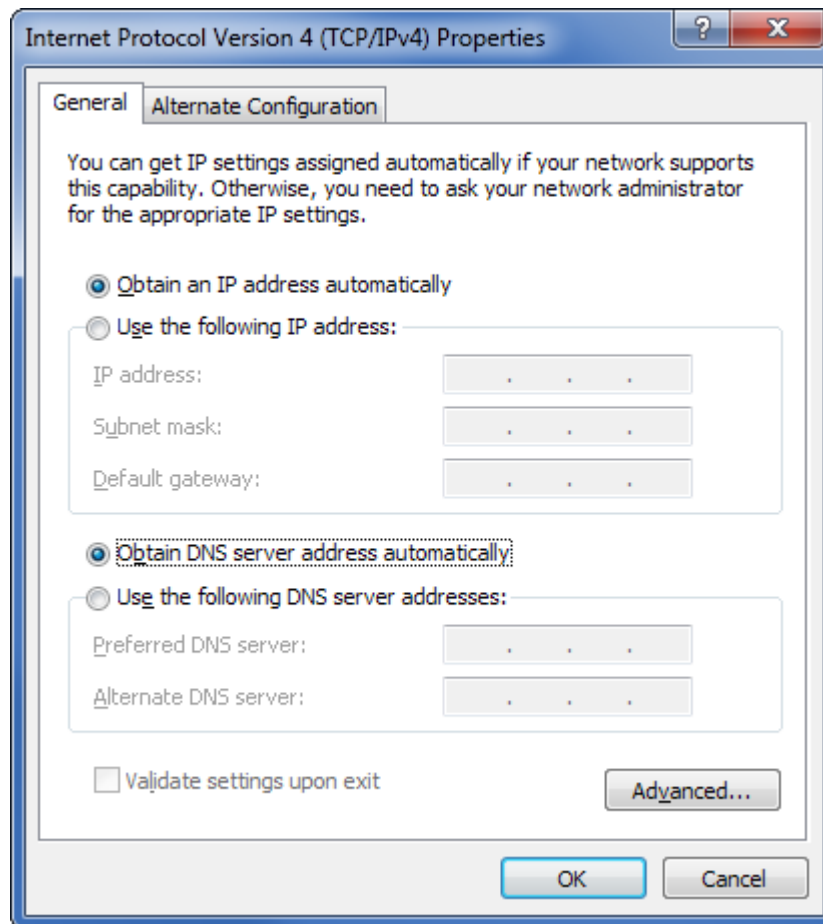 Internet Protocol Version 4 (TCP/IPv4) Properties
?
X
General
Alternate Configuration
You can get IP settings assigned automatically if your network supports
this capability. Otherwise, you need to ask your network administrator
for the appropriate IP settings.
Obtain an IP address automatically
Use the following IP address:
IP address: . . .
Subnet mask: . . .
Default gateway: . . .
Obtain DNS server address automatically
Use the following DNS server addresses:
Preferred DNS server: . . .
Alternate DNS server: . . .
Validate settings upon exit
Advanced...
OK
Cancel